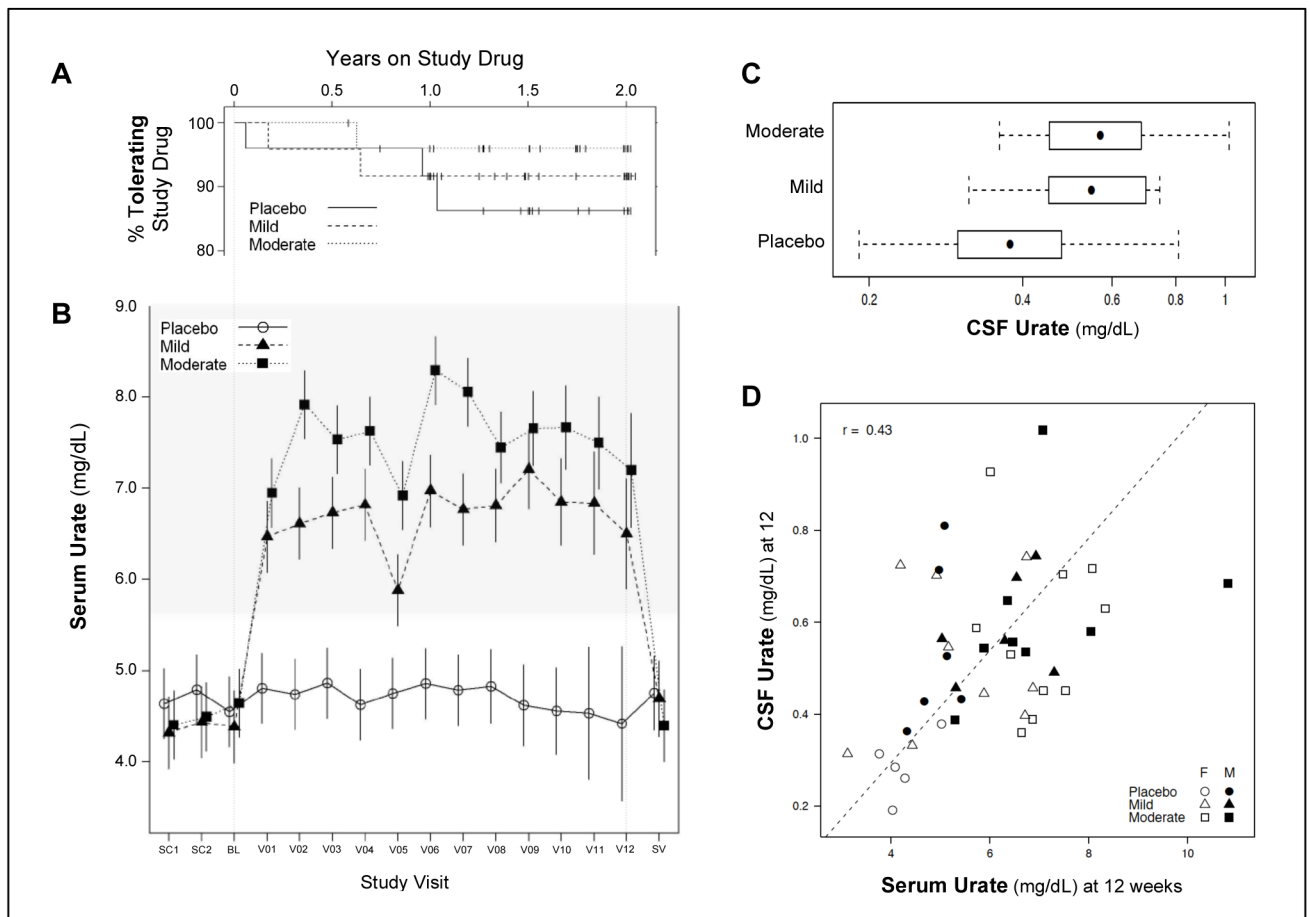 A
Years on Study Drug
0 0.5 1.0 1.5 2.0
% Tolerating
Study Drug
100
90
80
Placebo
Mild
Moderate
B
Serum Urate (mg/dL)
9.0
8.0
7.0
6.0
5.0
4.0
Placebo
Mild
Moderate
SC1 SC2 BL V01 V02 V03 V04 V05 V06 V07 V08 V09 V10 V11 V12 SV
Study Visit
C
Moderate
Mild
Placebo
0.2 0.4 0.6 0.8 1
CSF Urate (mg/dL)
D
CSF Urate (mg/dL) at 12
r = 0.43
1.0
0.8
0.6
0.4
0.2
F M
Placebo
Mild
Moderate
4 6 8 10
Serum Urate (mg/dL) at 12 weeks